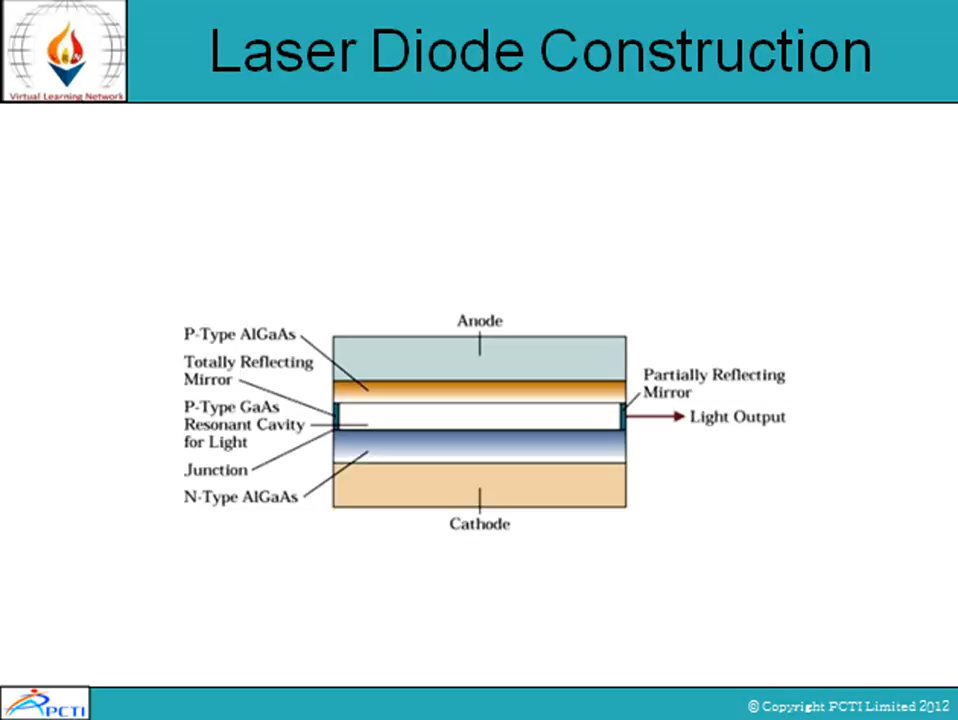 Laser Diode Construction
Virtual Learning Network
Anode
P-Type AlGaAs
Totally Reflecting
Mirror
P-Type GaAs
Resonant Cavity
for Light
Junction
N-Type AlGaAs
Partially Reflecting
Mirror
Light Output
Cathode
PCTI
© Copyright PCTI Limited 2012